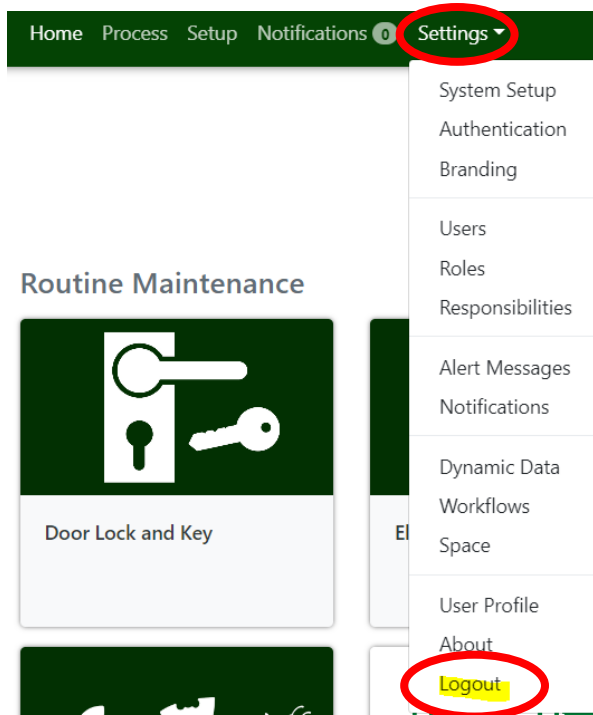 Home Process Setup Notifications 0 Settings
System Setup
Authentication
Branding
Users
Roles
Responsibilities
Alert Messages
Notifications
Dynamic Data
Workflows
Space
User Profile
About
Logout
Routine Maintenance
Door Lock and Key